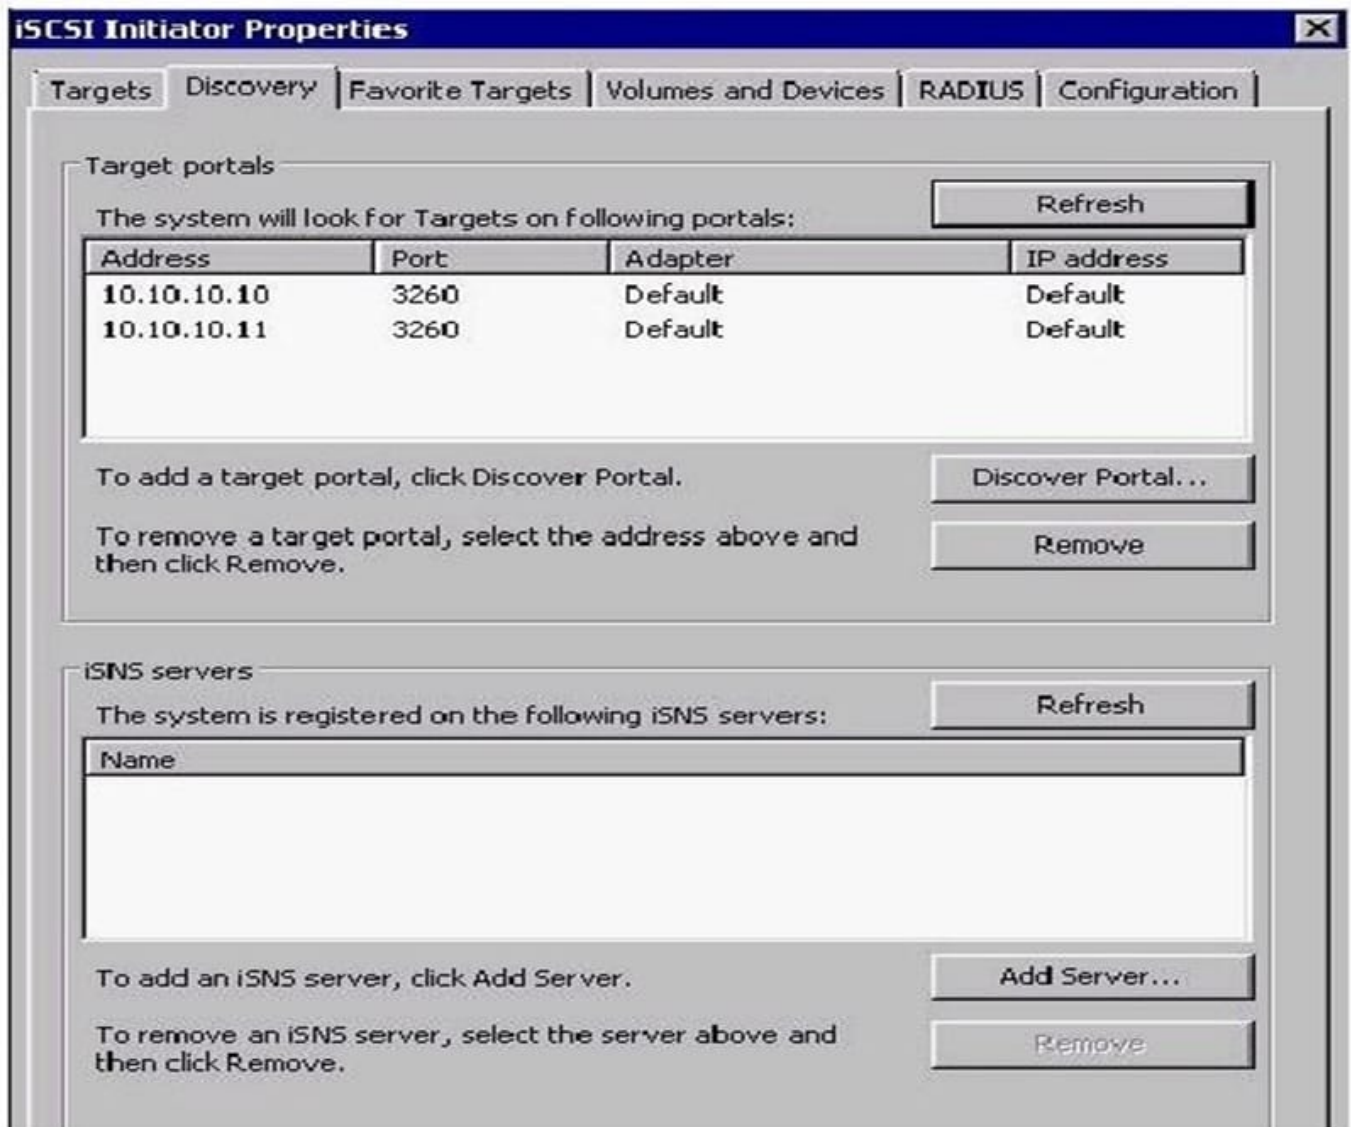 iSCSI Initiator Properties
Targets Discovery Favorite Targets Volumes and Devices RADIUS Configuration
Target portals
The system will look for Targets on following portals:
Refresh
Address Port Adapter IP address
10.10.10.10 3260 Default Default
10.10.10.11 3260 Default Default
To add a target portal, click Discover Portal.
Discover Portal...
To remove a target portal, select the address above and
then click Remove.
Remove
iSNS servers
The system is registered on the following iSNS servers:
Refresh
Name
To add an iSNS server, click Add Server.
Add Server...
To remove an iSNS server, select the server above and
then click Remove.
Remove